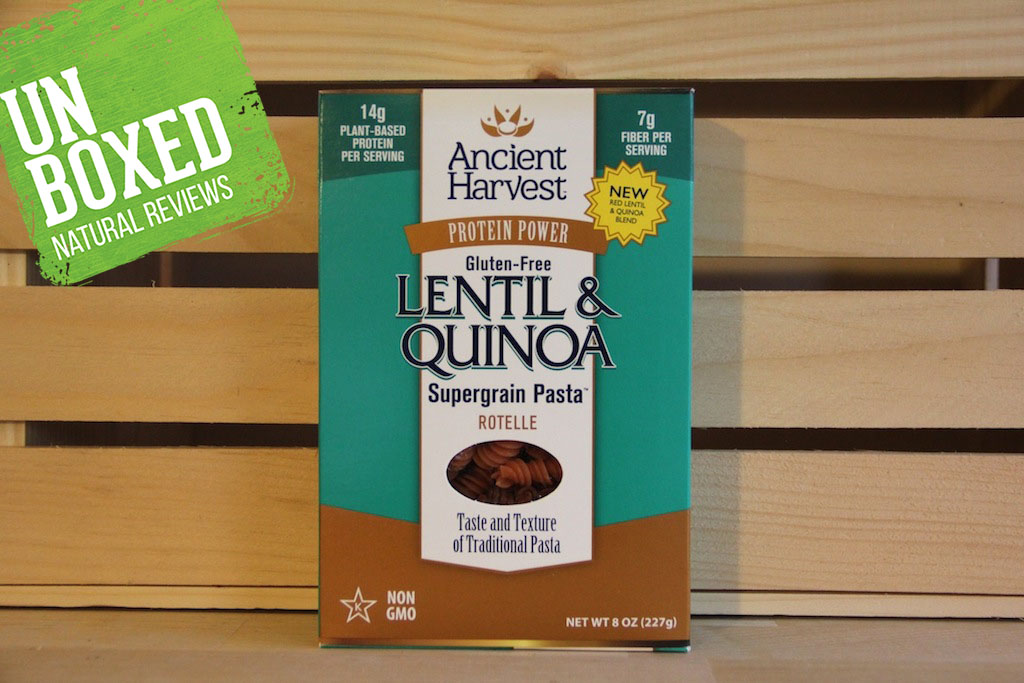 UN
BOXED
NATURAL REVIEWS
14g
PLANT-BASED
PROTEIN
PER SERVING
Ancient
Harvest
7g
FIBER PER
SERVING
NEW
RED LENTIL
& QUINOA
BLEND
PROTEIN POWER
Gluten-Free
LENTIL &
QUINOA
Supergrain Pasta™
ROTELLE
Taste and Texture
of Traditional Pasta
K
NON
GMO
NET WT 8 OZ (227g)